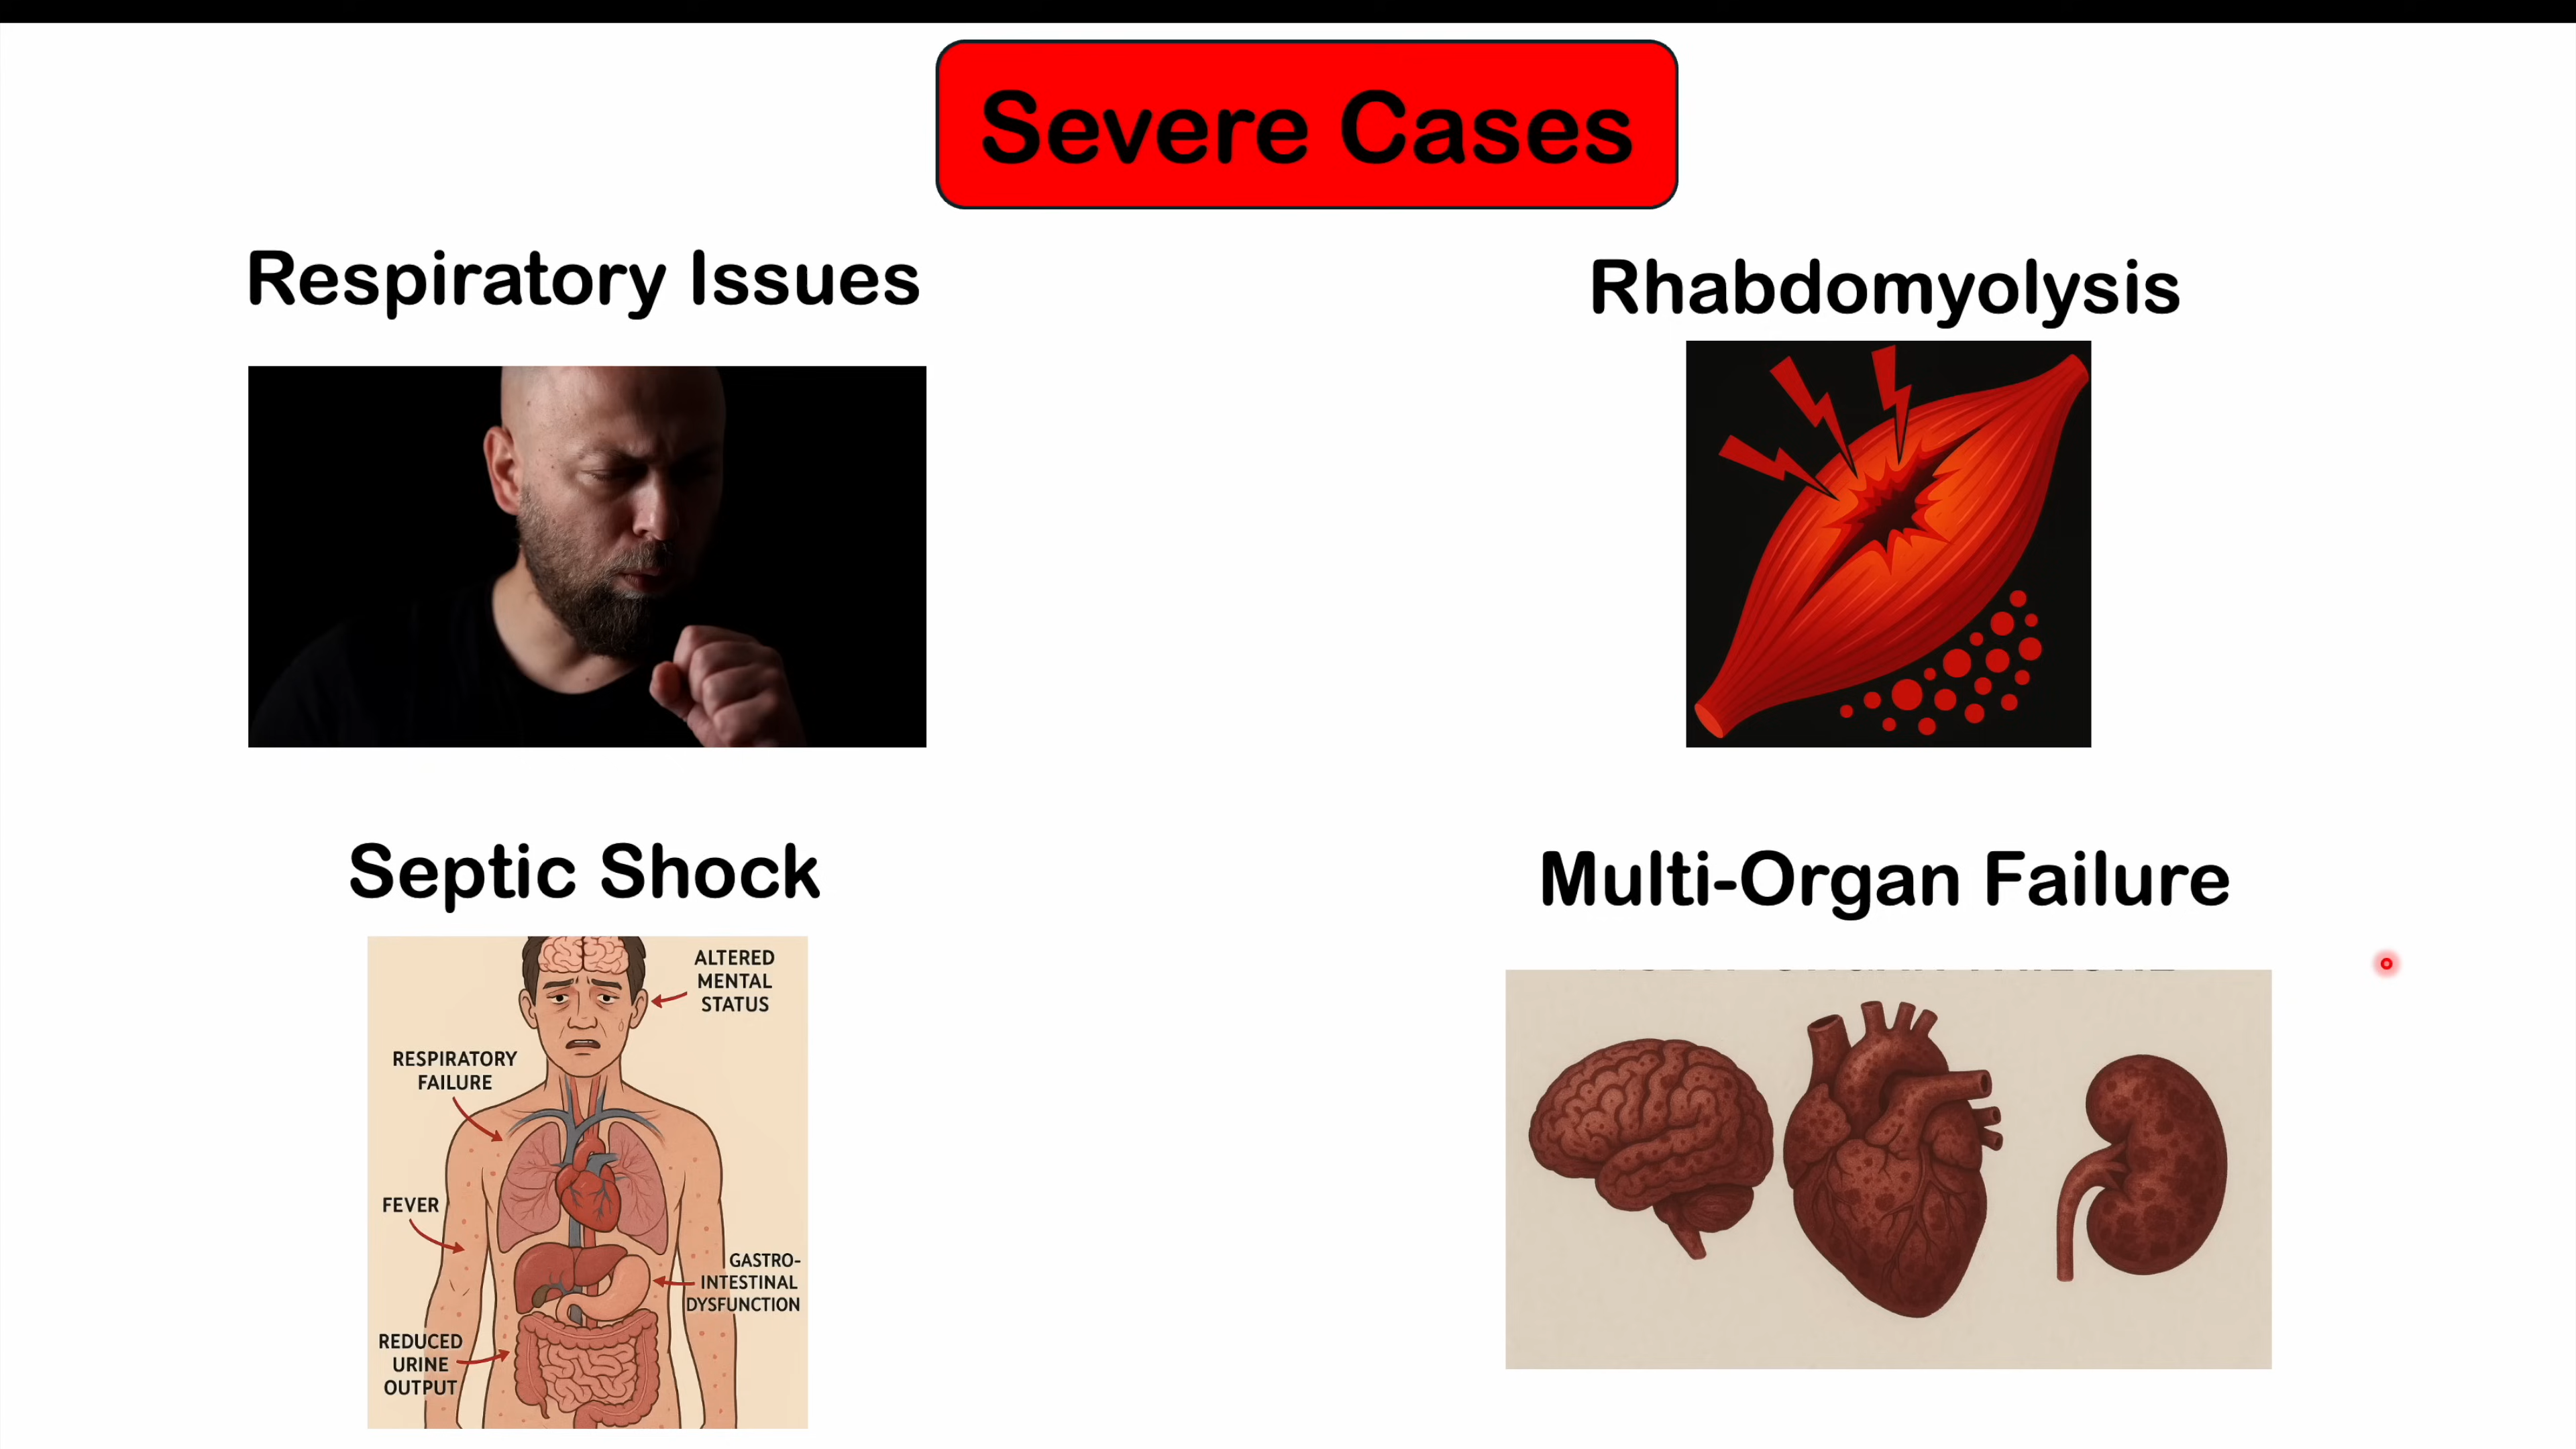 Severe Cases
Respiratory Issues
Rhabdomyolysis
Septic Shock
Multi-Organ Failure
ALTERED
MENTAL
STATUS
RESPIRATORY
FAILURE
FEVER
GASTRO-
INTESTINAL
DYSFUNCTION
REDUCED
URINE
OUTPUT